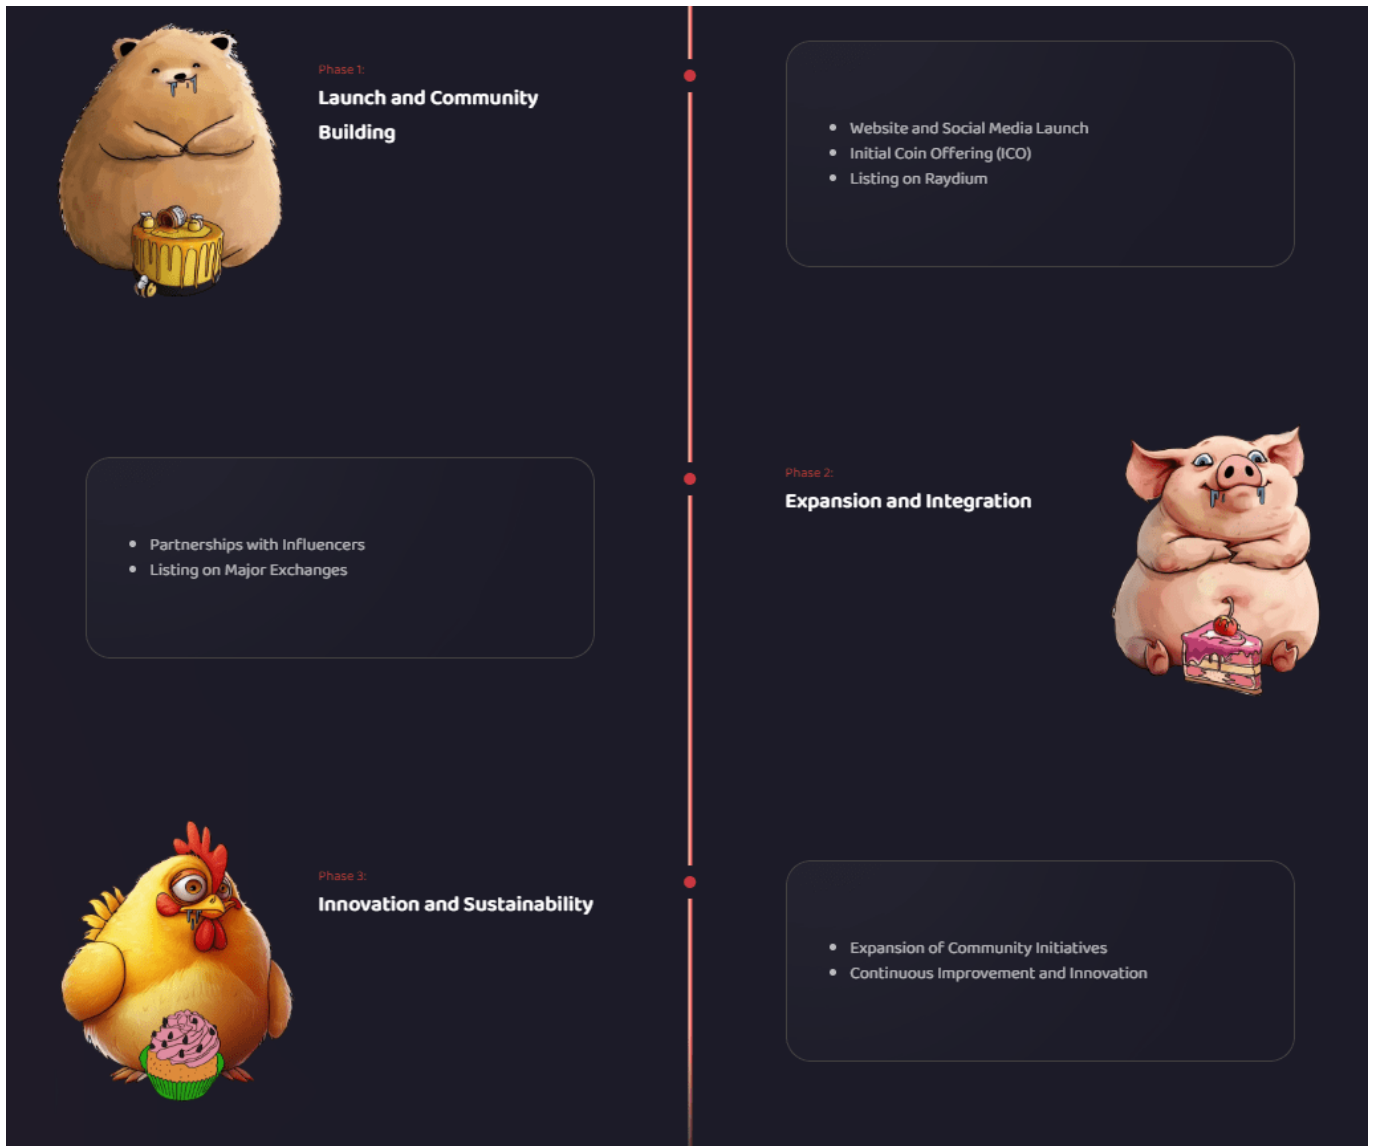 Phase 1:
Launch and Community
Building
Website and Social Media Launch
Initial Coin Offering (ICO)
Listing on Raydium
Phase 2:
Expansion and Integration
Partnerships with Influencers
Listing on Major Exchanges
Phase 3:
Innovation and Sustainability
Expansion of Community Initiatives
Continuous Improvement and Innovation